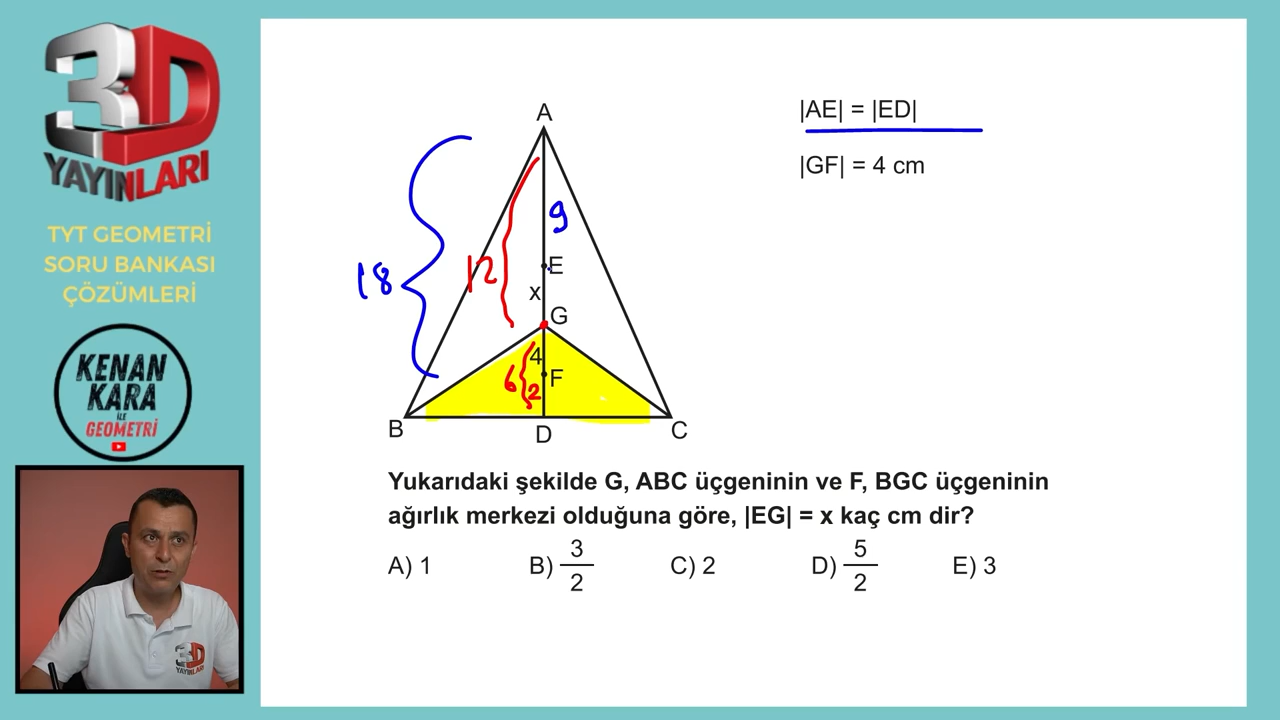 3D
YAYINLARI
TYT GEOMETRİ
SORU BANKASI
ÇÖZÜMLERİ
KENAN
KARA
İLE
GEOMETRİ
3D
YAYINLARI
A
|AE| = |ED|
|GF| = 4 cm
9
18
12
E
x
G
4
6
F
2
B
D
C
Yukarıdaki şekilde G, ABC üçgeninin ve F, BGC üçgeninin
ağırlık merkezi olduğuna göre, |EG| = x kaç cm dir?
A) 1 B) 3/2 C) 2 D) 5/2 E) 3